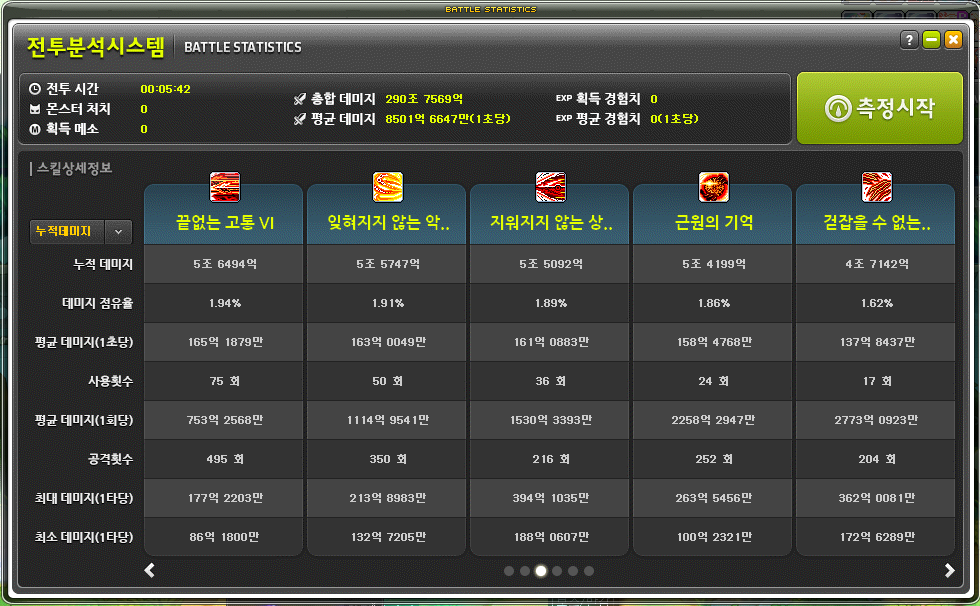 BATTLE STATISTICS
전투분석시스템 BATTLE STATISTICS ?
전투 시간 00:05:42
몬스터 처치 0
획득 메소 0
총합 데미지 290조 7569억
평균 데미지 8501억 6647만(1초당)
EXP 획득 경험치 0
EXP 평균 경험치 0(1초당)
측정시작
스킬상세정보
누적데미지
끝없는 고통 VI 잊혀지지 않는 악.. 지워지지 않는 상.. 근원의 기억 걷잡을 수 없는..
누적 데미지 5조 6494억 5조 5747억 5조 5092억 5조 4199억 4조 7142억
데미지 점유율 1.94% 1.91% 1.89% 1.86% 1.62%
평균 데미지(1초당) 165억 1879만 163억 0049만 161억 0883만 158억 4768만 137억 8437만
사용횟수 75 회 50 회 36 회 24 회 17 회
평균 데미지(1회당) 753억 2568만 1114억 9541만 1530억 3393만 2258억 2947만 2773억 0923만
공격횟수 495 회 350 회 216 회 252 회 204 회
최대 데미지(1타당) 177억 2203만 213억 8983만 394억 1035만 263억 5456만 362억 0081만
최소 데미지(1타당) 86억 1800만 132억 7205만 188억 0607만 100억 2321만 172억 6289만